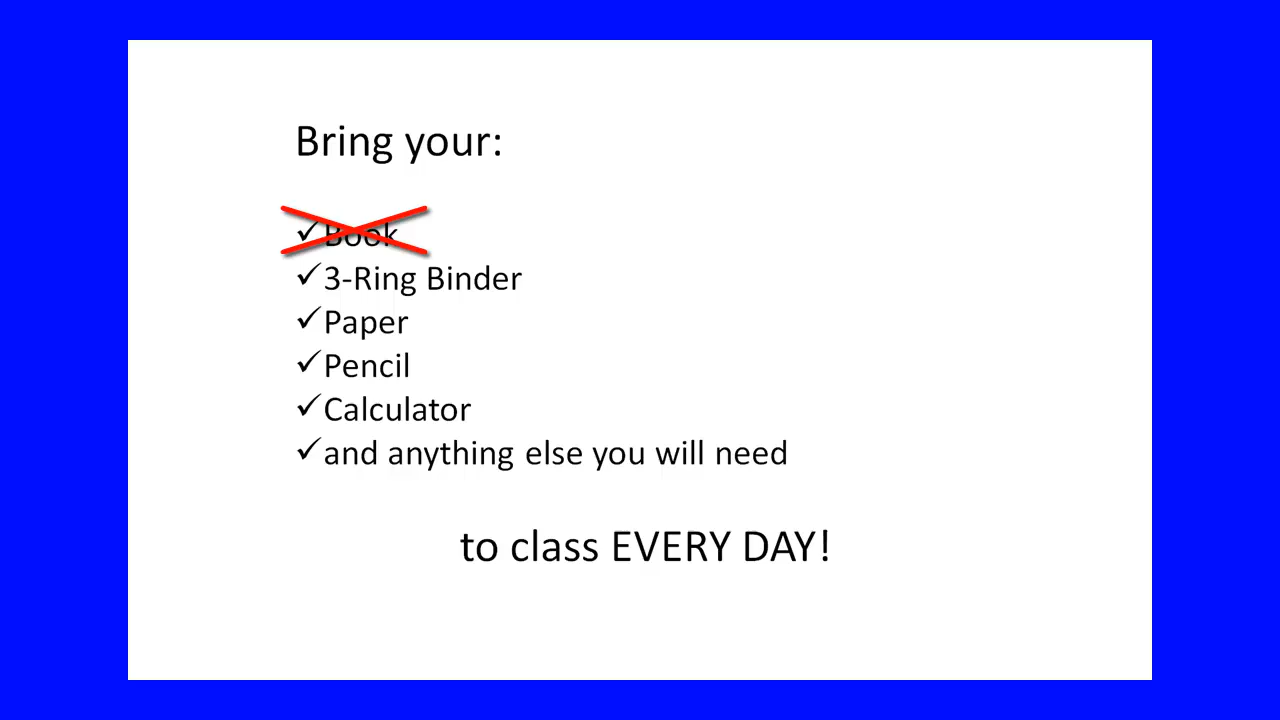 Bring your:
✓Book
✓3-Ring Binder
✓Paper
✓Pencil
✓Calculator
✓and anything else you will need
to class EVERY DAY!